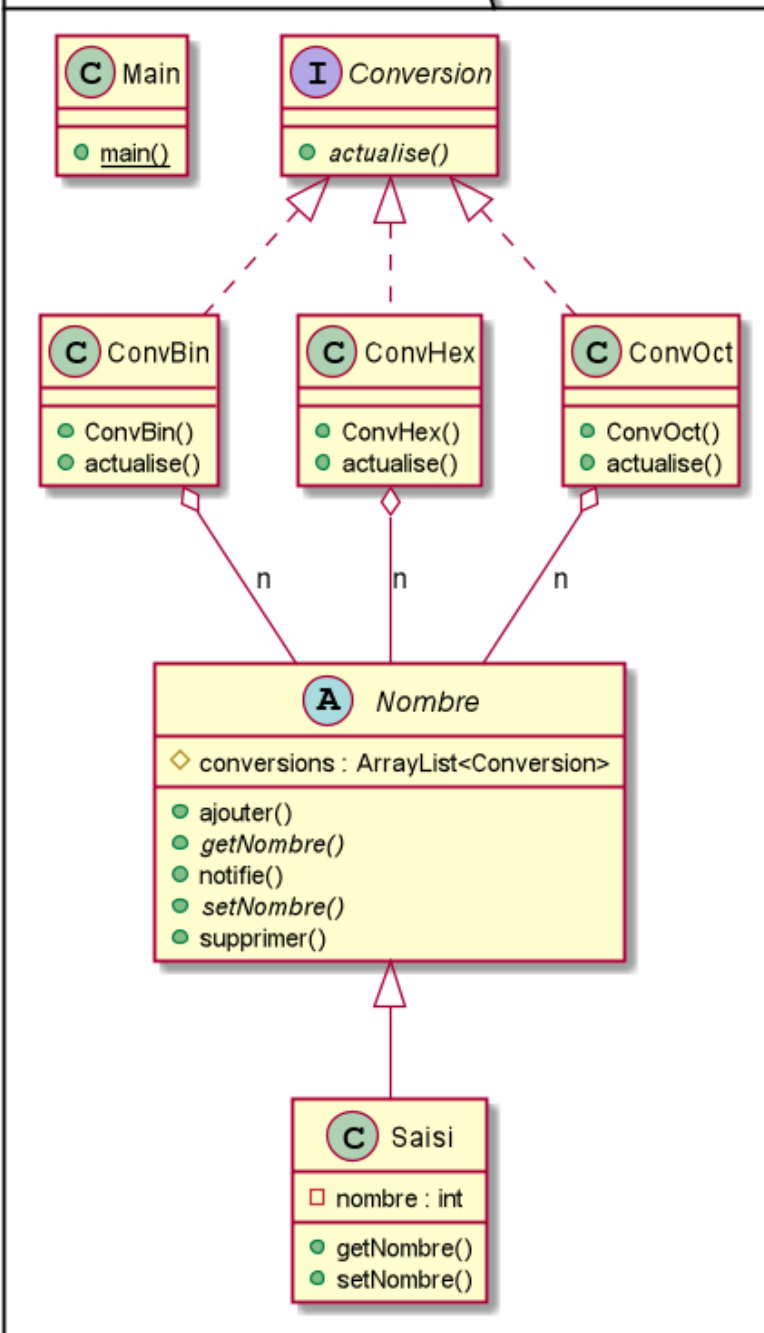 C Main
main()
I Conversion
actualise()
C ConvBin
ConvBin()
actualise()
C ConvHex
ConvHex()
actualise()
C ConvOct
ConvOct()
actualise()
n
n
n
A Nombre
conversions : ArrayList<Conversion>
ajouter()
getNombre()
notifie()
setNombre()
supprimer()
C Saisi
nombre : int
getNombre()
setNombre()